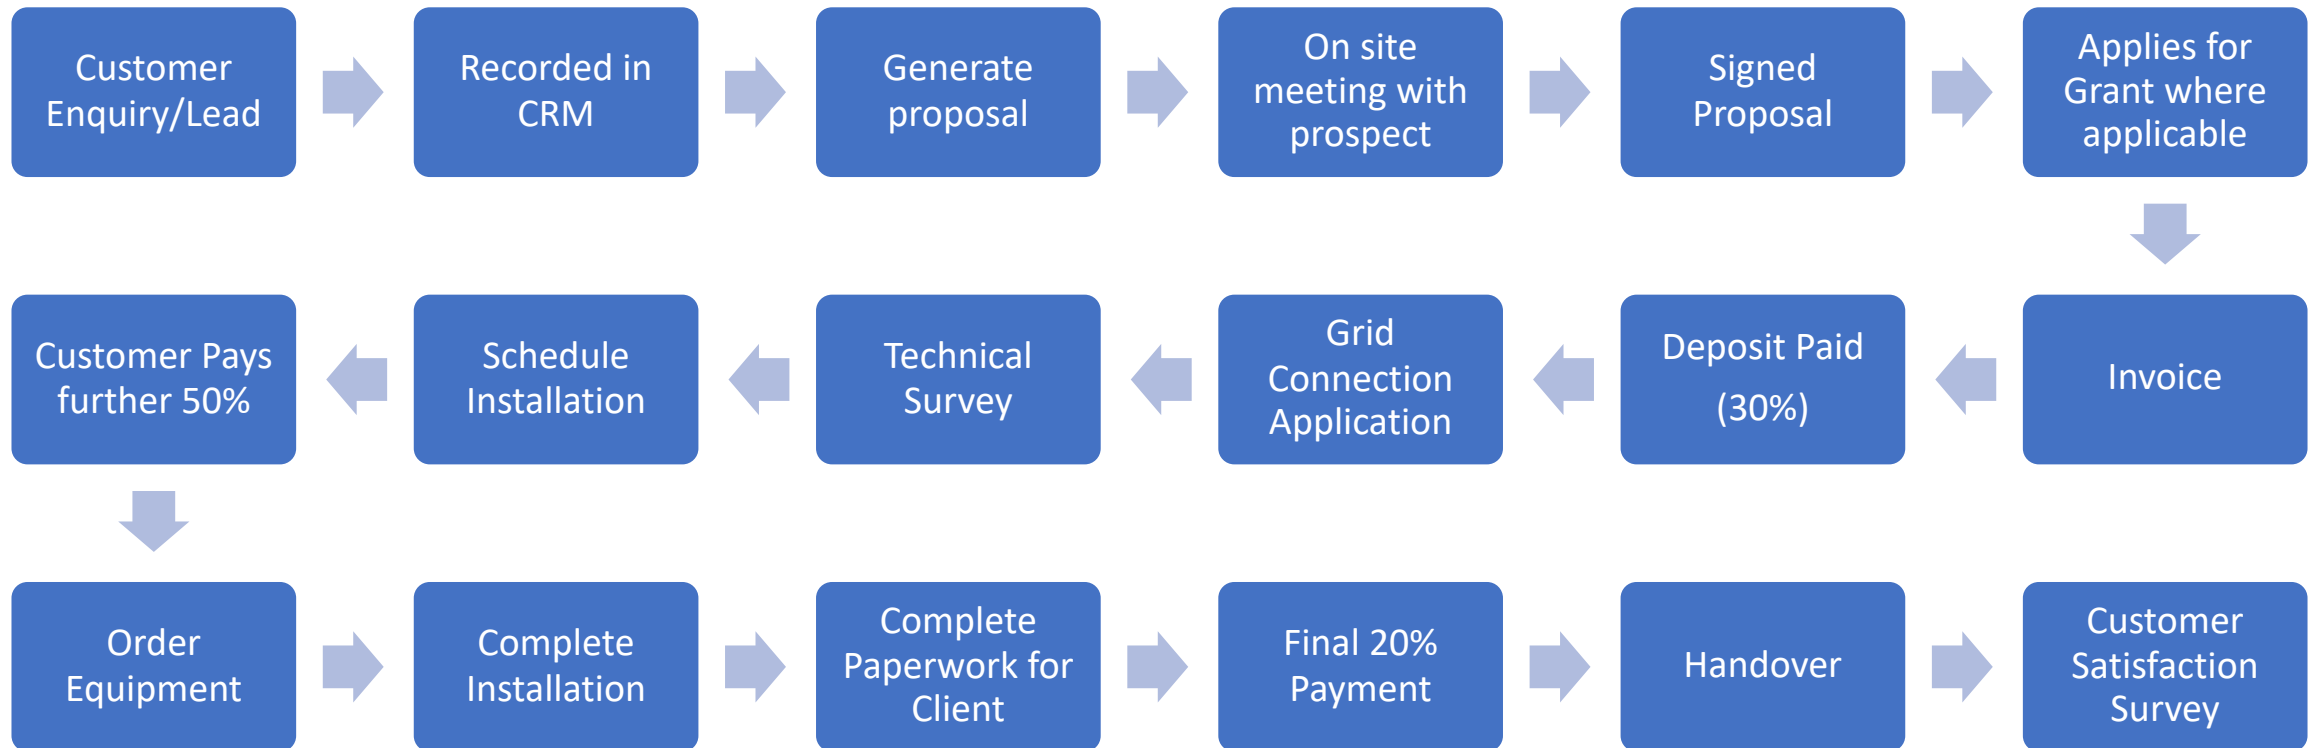 Customer
Enquiry/Lead
Recorded in
CRM
Generate
proposal
On site
meeting with
prospect
Signed
Proposal
Applies for
Grant where
applicable
Invoice
Deposit Paid
(30%)
Grid
Connection
Application
Technical
Survey
Schedule
Installation
Customer Pays
further 50%
Order
Equipment
Complete
Installation
Complete
Paperwork for
Client
Final 20%
Payment
Handover
Customer
Satisfaction
Survey